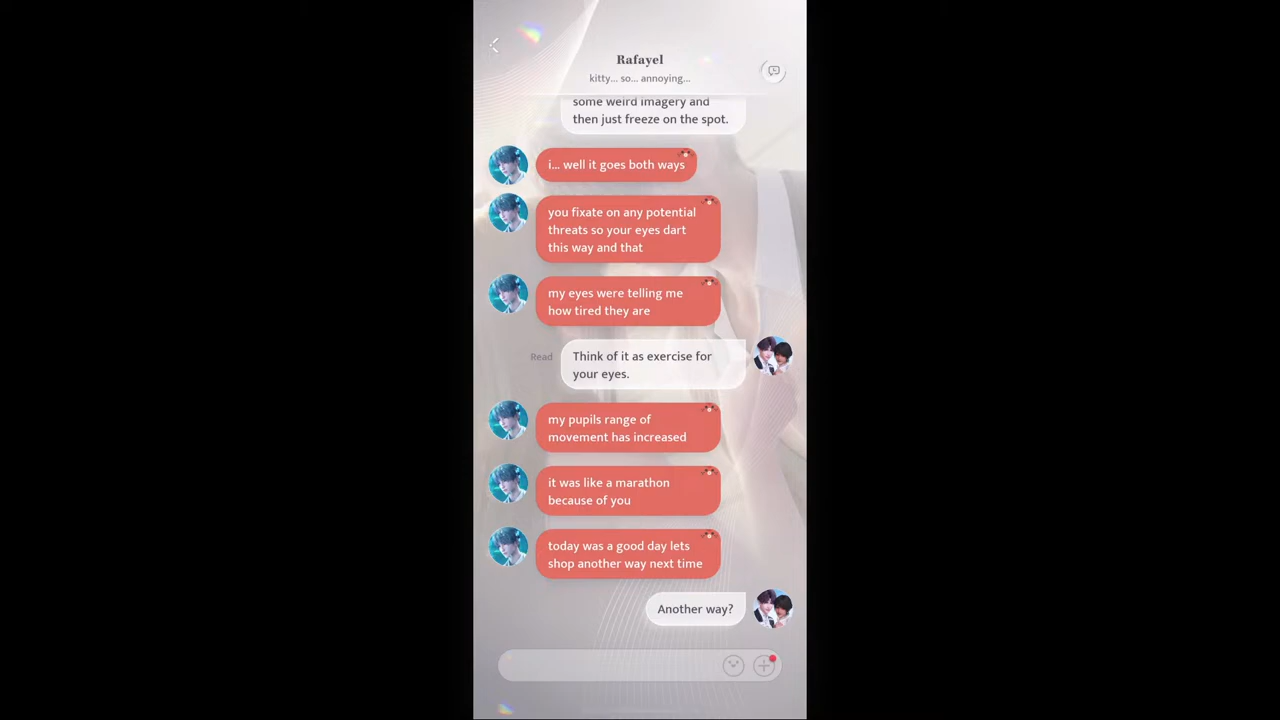 Rafayel
kitty... so... annoying...
some weird imagery and
then just freeze on the spot.
i... well it goes both ways
you fixate on any potential
threats so your eyes dart
this way and that
my eyes were telling me
how tired they are
Read
Think of it as exercise for
your eyes.
my pupils range of
movement has increased
it was like a marathon
because of you
today was a good day lets
shop another way next time
Another way?